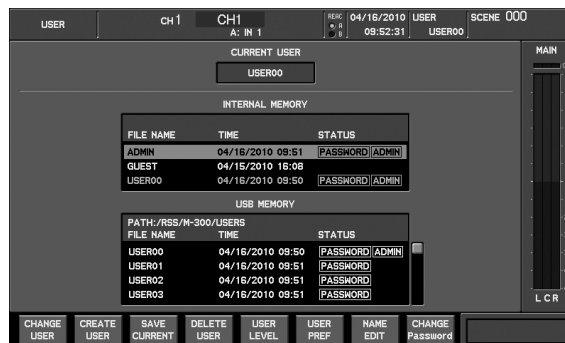 USER
CH1
CH1
A: IN 1
REAC
A
B
04/16/2010
09:52:31
USER
USER00
SCENE 000
MAIN
CURRENT USER
USER00
INTERNAL MEMORY
FILE NAME TIME STATUS
ADMIN 04/16/2010 09:51 PASSWORD ADMIN
GUEST 04/15/2010 16:08
USER00 04/16/2010 09:50 PASSWORD ADMIN
USB MEMORY
PATH:/RSS/M-300/USERS
FILE NAME TIME STATUS
USER00 04/16/2010 09:50 PASSWORD ADMIN
USER01 04/16/2010 09:51 PASSWORD
USER02 04/16/2010 09:51 PASSWORD
USER03 04/16/2010 09:51 PASSWORD
L C R
CHANGE USER
CREATE USER
SAVE CURRENT
DELETE USER
USER LEVEL
USER PREF
NAME EDIT
CHANGE Password